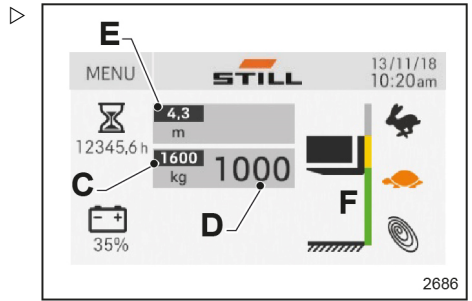 E
MENU
STILL
13/11/18
10:20am
4,3
m
12345,6 h
1600
kg
1000
C
D
F
35%
2686